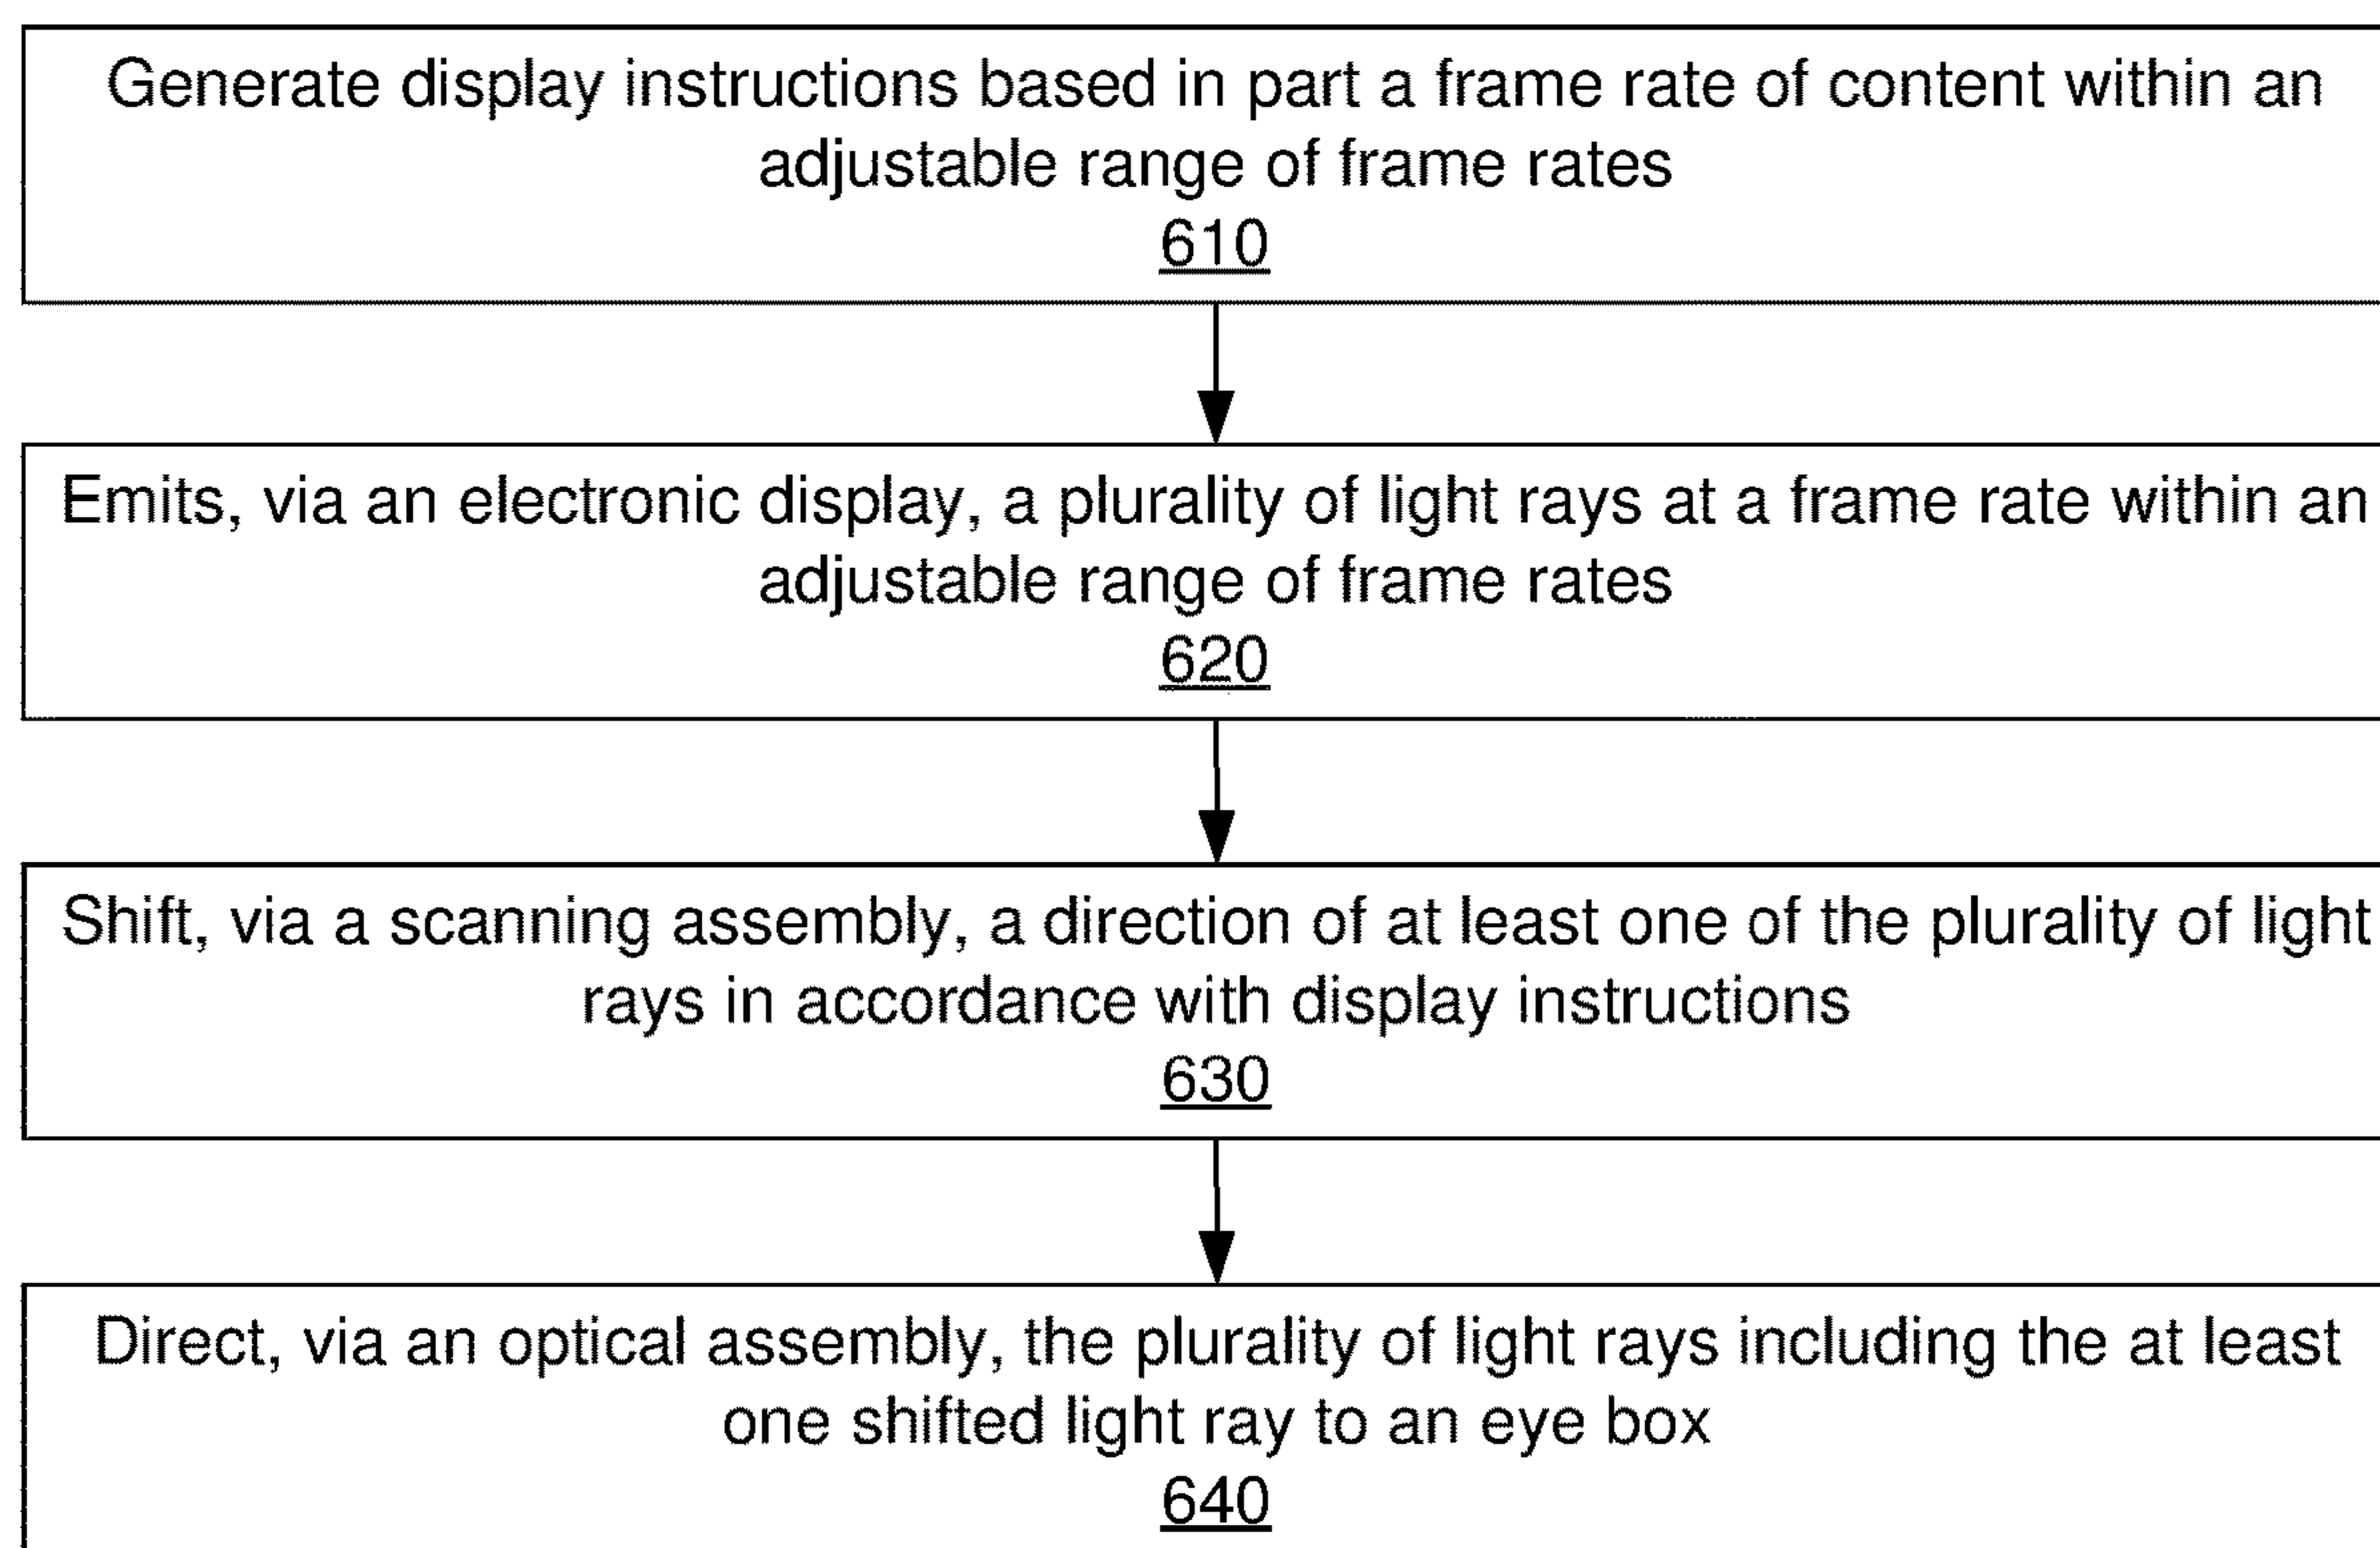 Generate display instructions based in part a frame rate of content within an
adjustable range of frame rates
610
Emits, via an electronic display, a plurality of light rays at a frame rate within an
adjustable range of frame rates
620
Shift, via a scanning assembly, a direction of at least one of the plurality of light
rays in accordance with display instructions
630
Direct, via an optical assembly, the plurality of light rays including the at least
one shifted light ray to an eye box
640